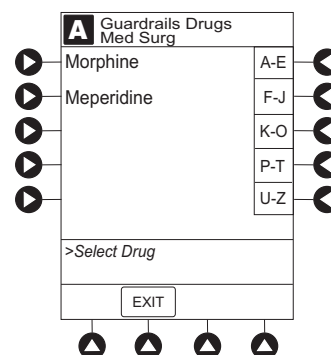 A Guardrails Drugs
Med Surg
Morphine
A-E
Meperidine
F-J
K-O
P-T
U-Z
>Select Drug
EXIT